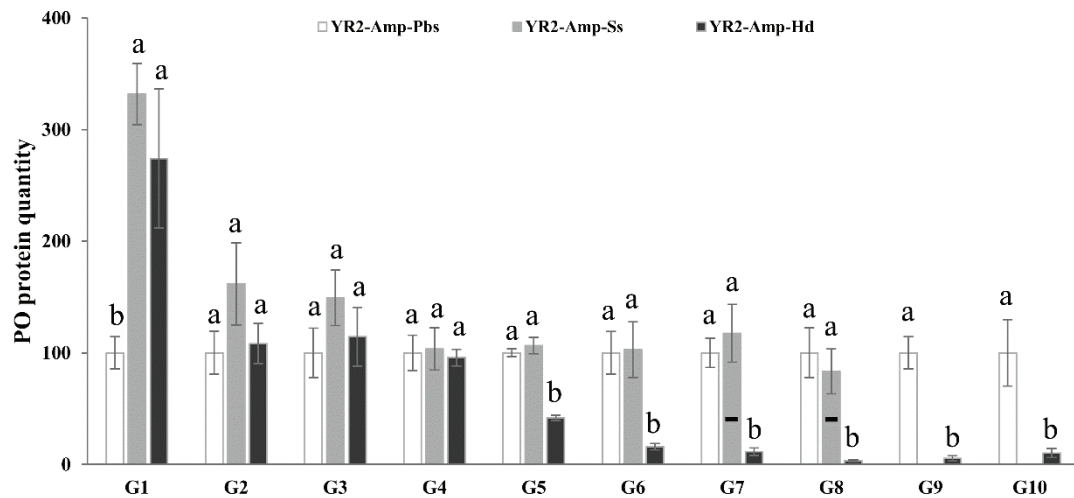 400
YR2-Amp-Pbs YR2-Amp-Ss YR2-Amp-Hd
a a
300
PO protein quantity
a
200
a
a
a
a
a
a
a
a a a
a
a
a
a
a
a
a
a
b
100
b
b
b
b
b
b
b
0
G1 G2 G3 G4 G5 G6 G7 G8 G9 G10